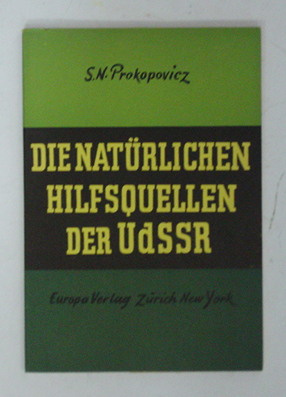 S.N. Prokopovicz
DIE NATÜRLICHEN
HILFSQUELLEN
DER UdSSR
Europa Verlag Zürich New York